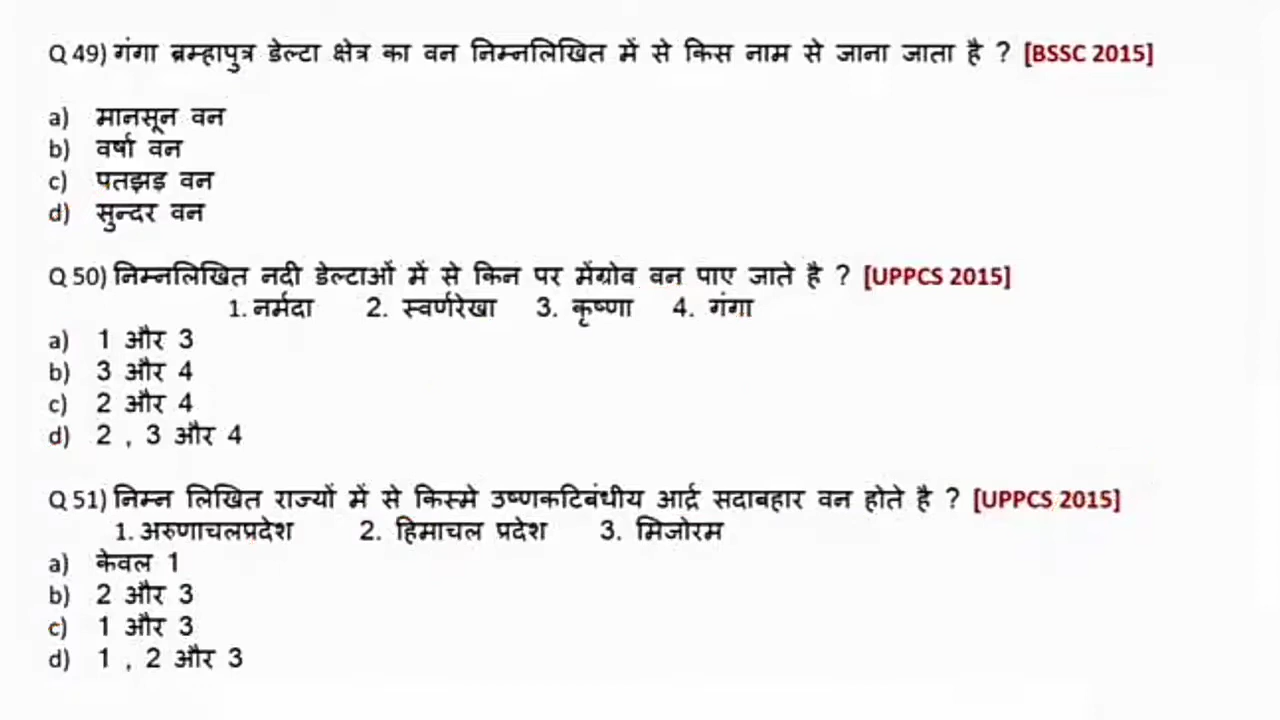 Q 49) गंगा ब्रम्हापुत्र डेल्टा क्षेत्र का वन निम्नलिखित में से किस नाम से जाना जाता है ? [BSSC 2015]
a) मानसून वन
b) वर्षा वन
c) पतझड़ वन
d) सुन्दर वन
Q 50) निम्नलिखित नदी डेल्टाओं में से किन पर मेंग्रोव वन पाए जाते है ? [UPPCS 2015]
1. नर्मदा 2. स्वर्णरेखा 3. कृष्णा 4. गंगा
a) 1 और 3
b) 3 और 4
c) 2 और 4
d) 2 , 3 और 4
Q 51) निम्न लिखित राज्यों में से किस्मे उष्णकटिबंधीय आर्द्र सदाबहार वन होते है ? [UPPCS 2015]
1. अरुणाचलप्रदेश 2. हिमाचल प्रदेश 3. मिजोरम
a) केवल 1
b) 2 और 3
c) 1 और 3
d) 1 , 2 और 3